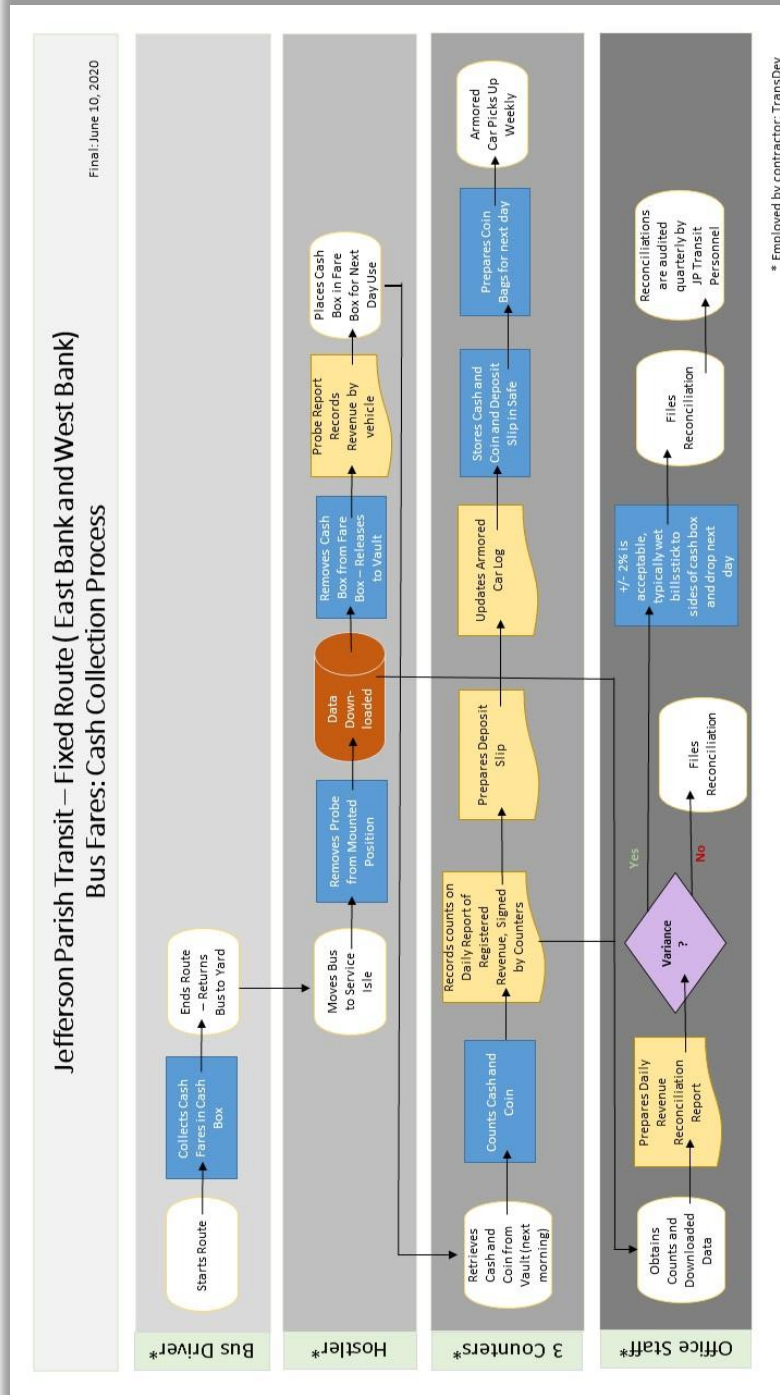 Jefferson Parish Transit – Fixed Route ( East Bank and West Bank)
Bus Fares: Cash Collection Process
Final: June 10, 2020
Bus Driver*
Starts Route
Collects Cash
Fares in Cash
Box
Ends Route
– Returns
Bus to Yard
Hostler*
Moves Bus
to Service
Isle
Removes Probe
from Mounted
Position
Data
Down-
loaded
Removes Cash
Box from Fare
Box – Releases
to Vault
Probe Report
Records
Revenue by
vehicle
Places Cash
Box in Fare
Box for Next
Day Use
3 Counters*
Retrieves
Cash and
Coin from
Vault (next
morning)
Counts Cash and
Coin
Records counts on
Daily Report of
Registered
Revenue, Signed
by Counters
Prepares Deposit
Slip
Updates Armored
Car Log
Stores Cash and
Coin and Deposit
Slip in Safe
Prepares Coin
Bags for next day
Armored
Car Picks Up
Weekly
Office Staff*
Obtains
Counts and
Downloaded
Data
Prepares Daily
Revenue
Reconciliation
Report
Variance
?
Yes
No
Files
Reconciliation
+/- 2% is
acceptable,
typically wet
bills stick to
sides of cash box
and drop next
day
Files
Reconciliation
Reconciliations
are audited
quarterly by
JP Transit
Personnel
* Employed by contractor: TransDev